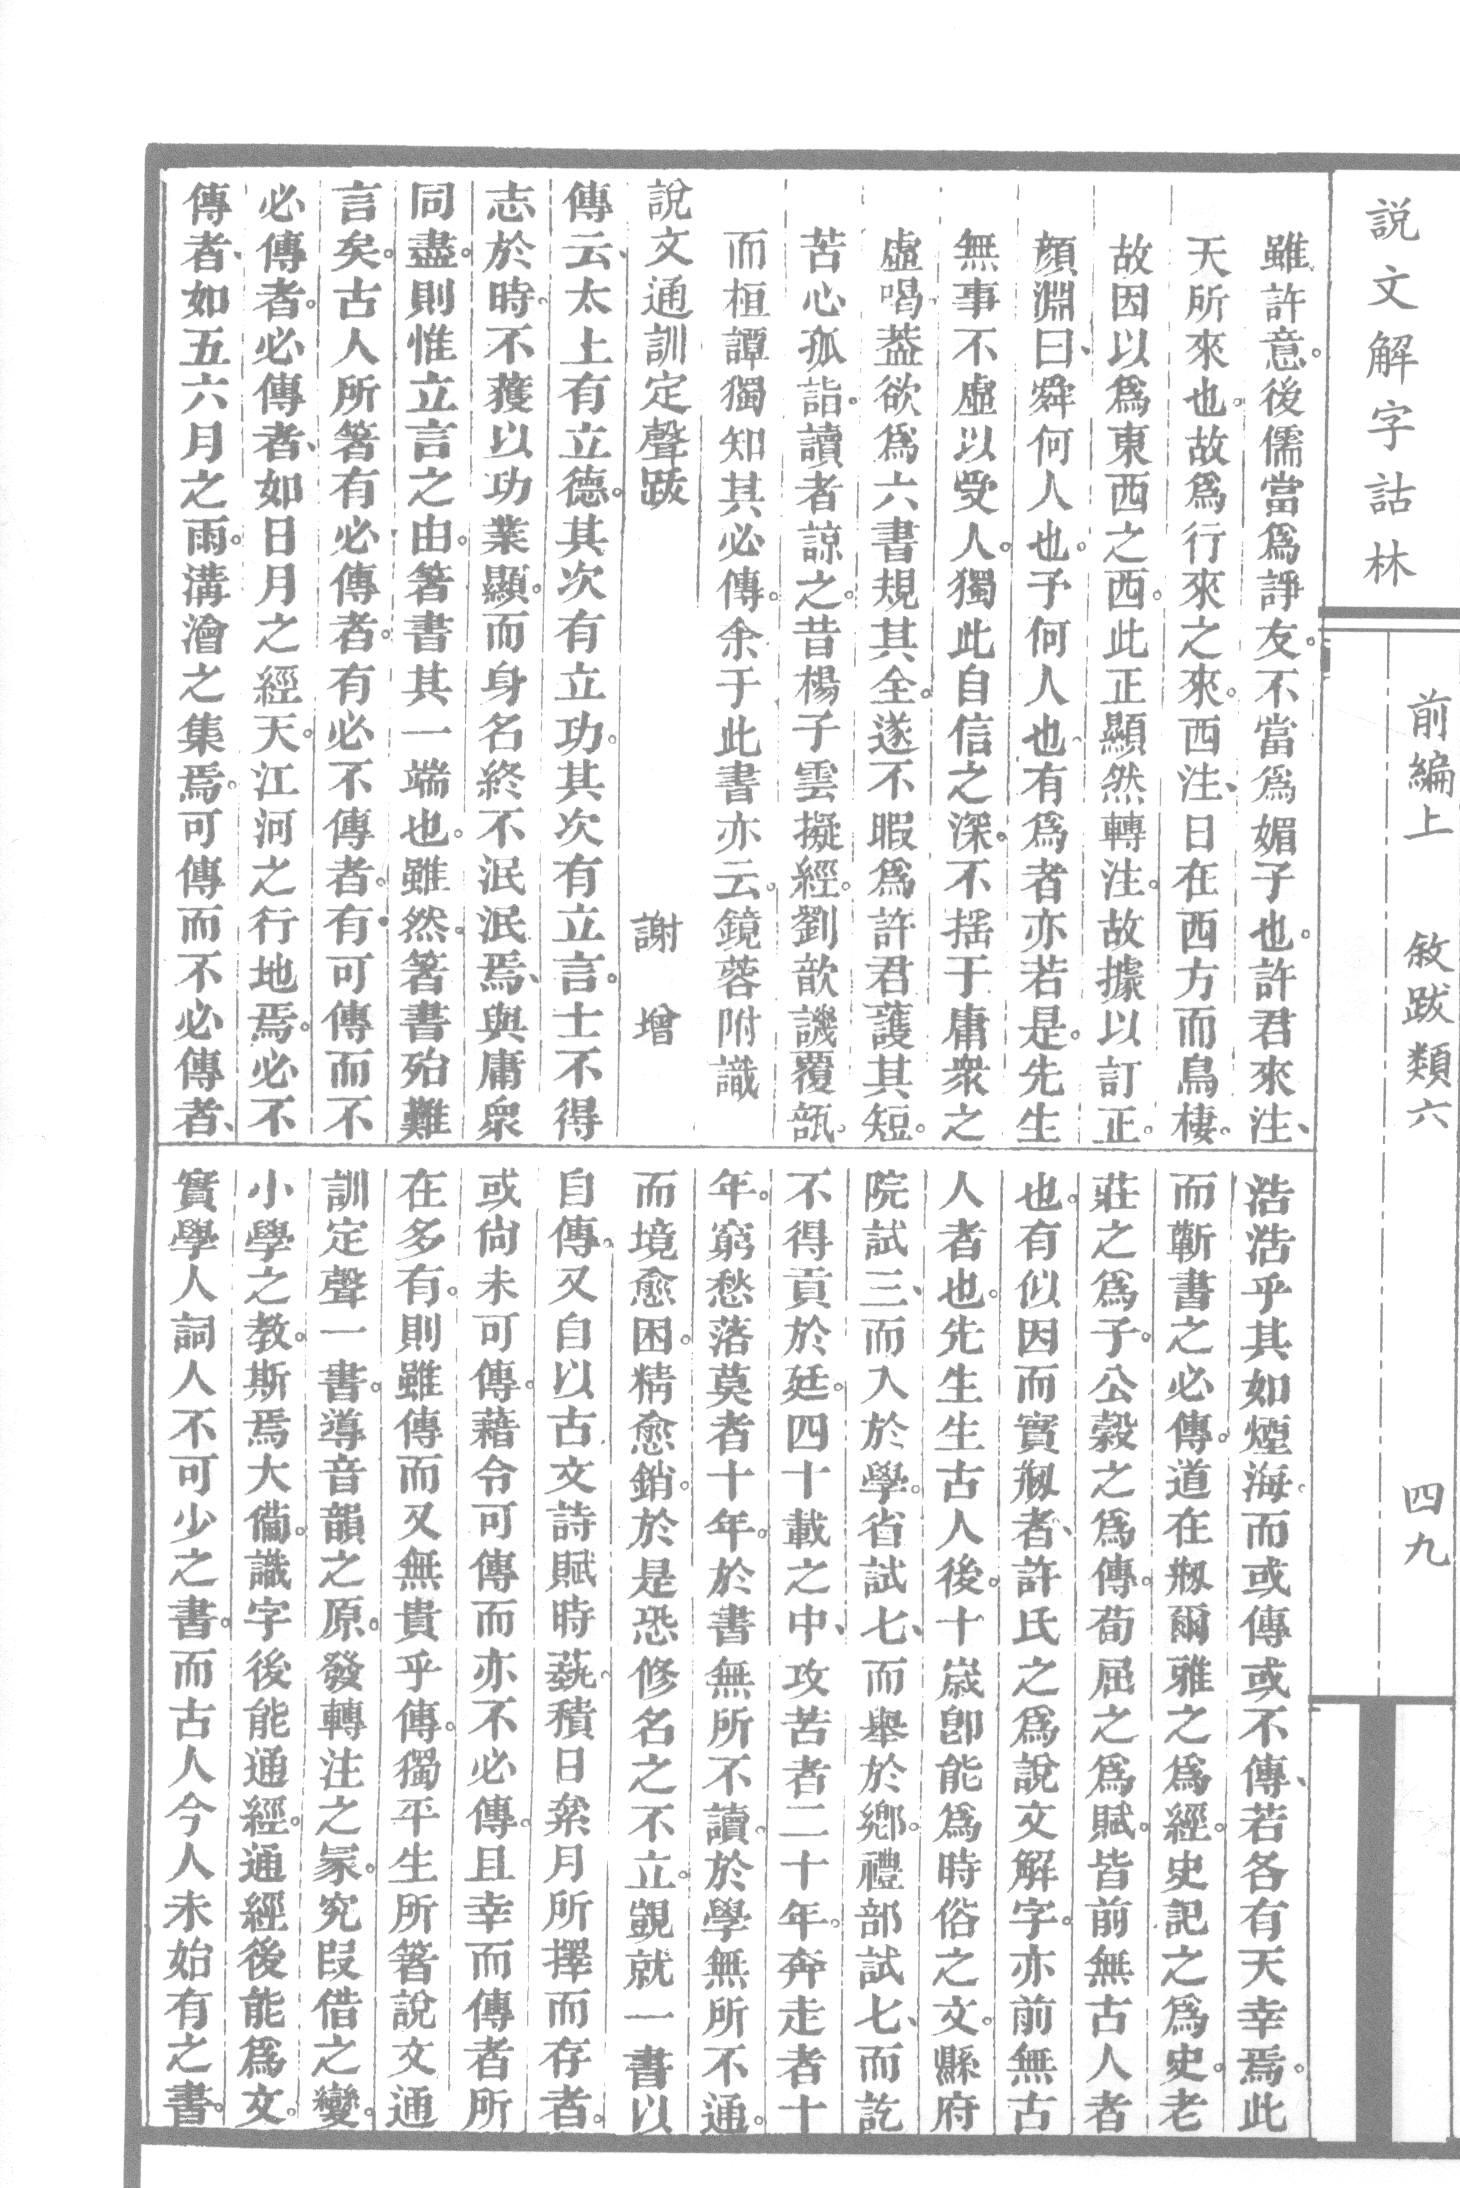 說文解字詁林
前編上 敘跋類六 四九
雖許意。後儒當爲諍友。不當爲媚子也。許君來注、
天所來也。故爲行來之來。西注、日在西方而鳥棲。
故因以爲東西之西。此正顯然轉注。故據以訂正。
顏淵曰、舜何人也。予何人也、有爲者亦若是。先生
無事不虛以受人。獨此自信之深。不搖于庸衆之
虛喝。葢欲爲六書規其全。遂不暇爲許君護其短。
苦心孤詣。讀者諒之。昔楊子雲擬經。劉歆譏覆瓿。
而桓譚獨知其必傳。余于此書亦云。鏡蓉附識
說文通訓定聲跋 謝增
傳云、太上有立德。其次有立功。其次有立言。士不得
志於時。不獲以功業顯。而身名終不泯泯焉、與庸衆
同盡。則惟立言之由。箸書其一端也。雖然。箸書殆難
言矣。古人所箸有必傳者。有必不傳者。有可傳而不
必傳者。必傳者、如日月之經天。江河之行地焉。必不
傳者、如五六月之雨。溝澮之集焉。可傳而不必傳者、
浩浩乎其如煙海。而或傳或不傳、若各有天幸焉。此
而蘄書之必傳。道在剏爾雅之爲經。史記之爲史。老
莊之爲子。公穀之爲傳。荀屈之爲賦。皆前無古人者
也。有似因而實剏者、許氏之爲說文解字。亦前無古
人者也。先生生古人後。十歲卽能爲時俗之文。縣府
院試三、而入於學。省試七、而舉於鄉。禮部試七、而訖
不得貢於廷。四十載之中、攻苦者二十年。奔走者十
年。窮愁落莫者十年。於書無所不讀。於學無所不通。
而境愈困。精愈銷。於是恐修名之不立。覬就一書以
自傳。又自以古文詩賦時藝。積日絫月所擇而存者。
或尙未可傳。藉令可傳而亦不必傳。且幸而傳者所
在多有。則雖傳而又無貴乎傳。獨平生所箸說文通
訓定聲一書。導音韻之原。發轉注之冡。究叚借之變。
小學之教。斯焉大備。識字後能通經。通經後能爲文。
實學人詞人不可少之書。而古人今人未始有之書。